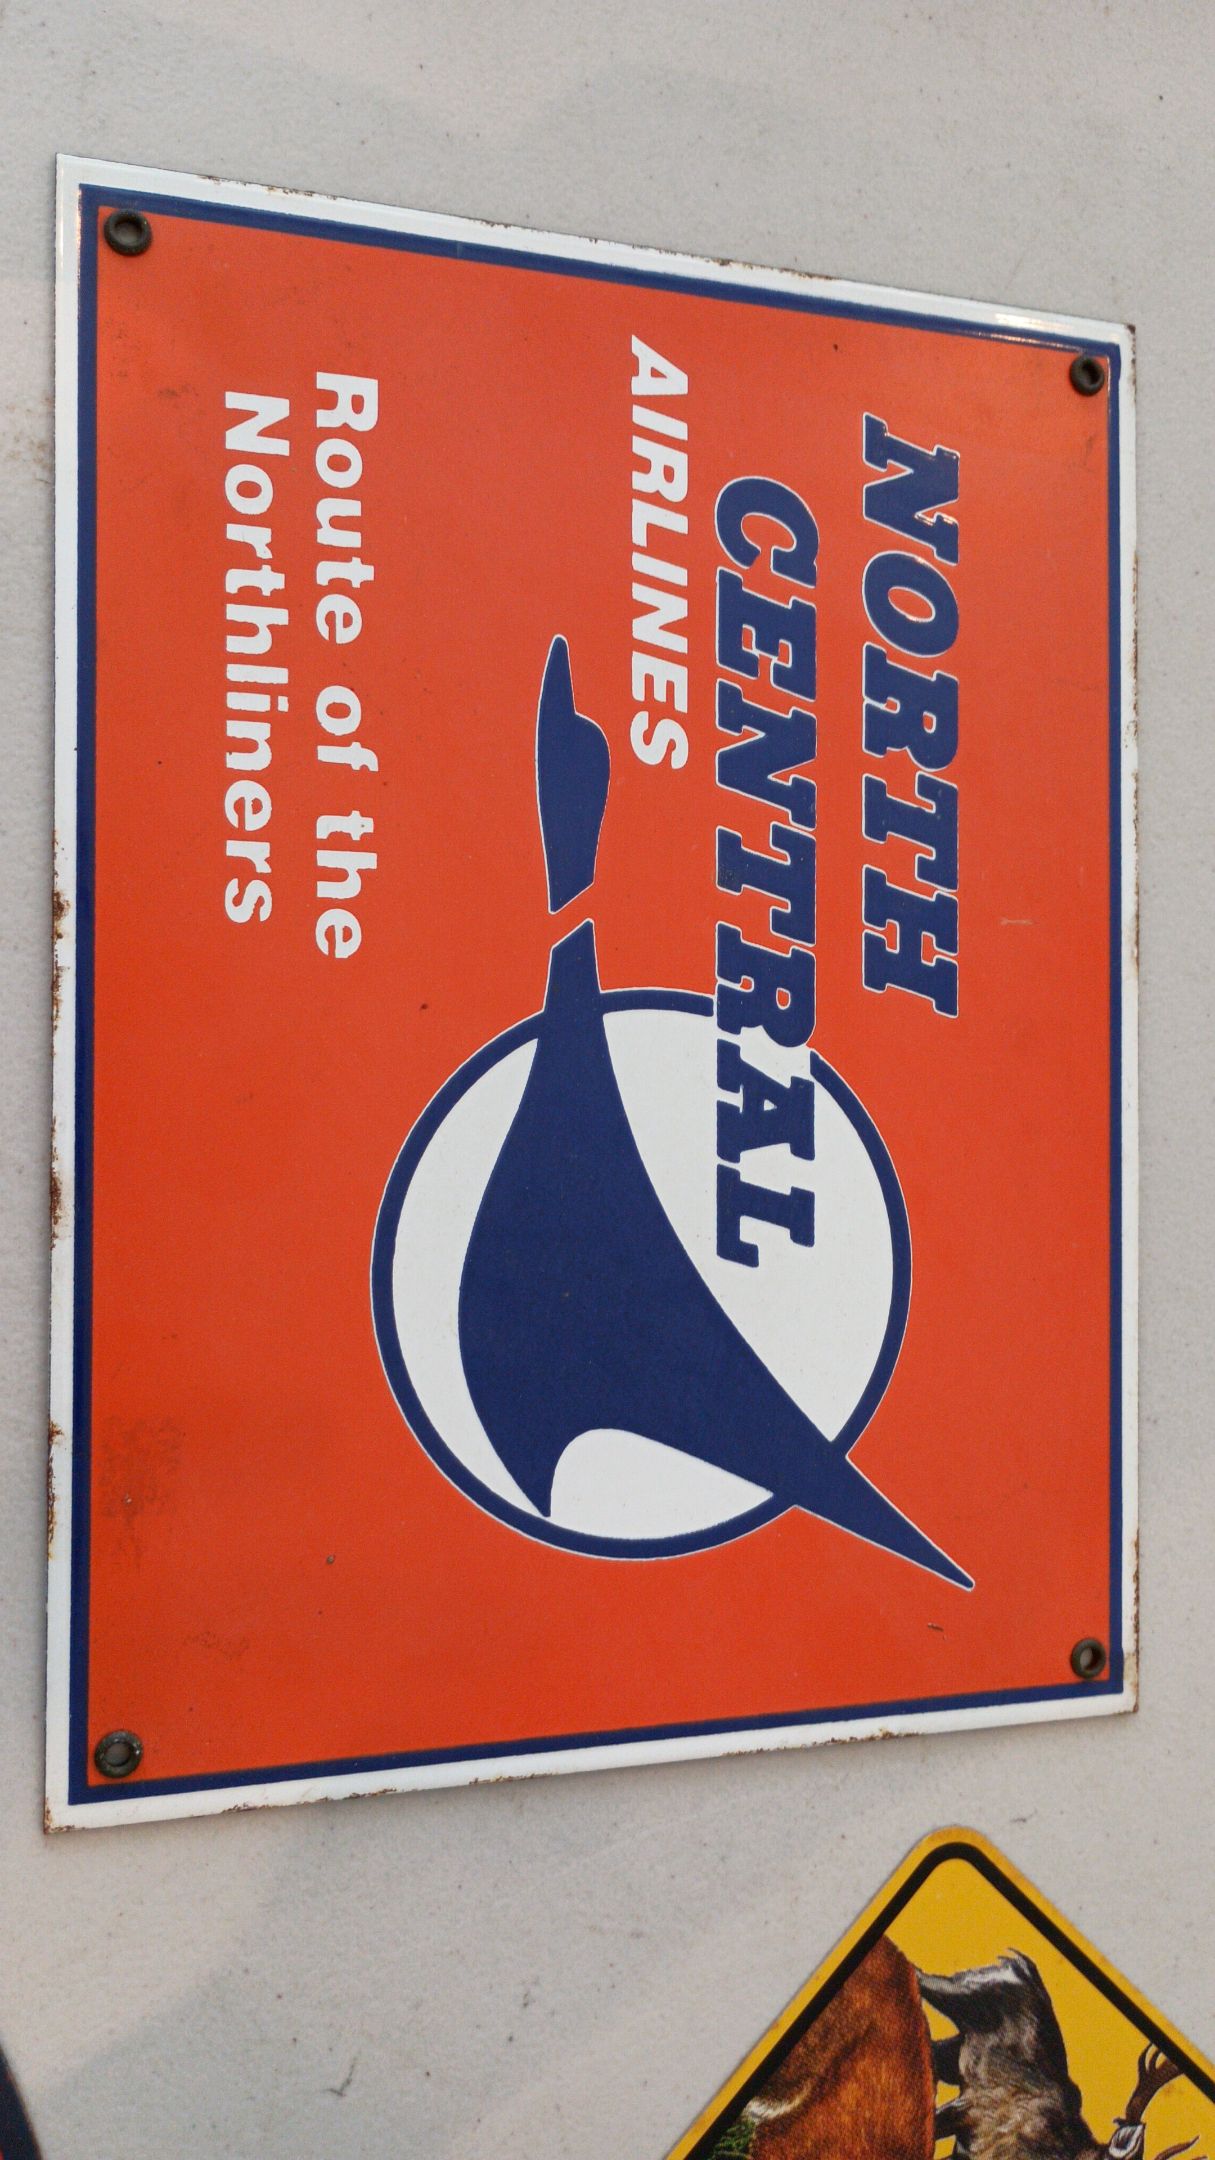 NORTH
CENTRAL
AIRLINES
Route of the
Northliners